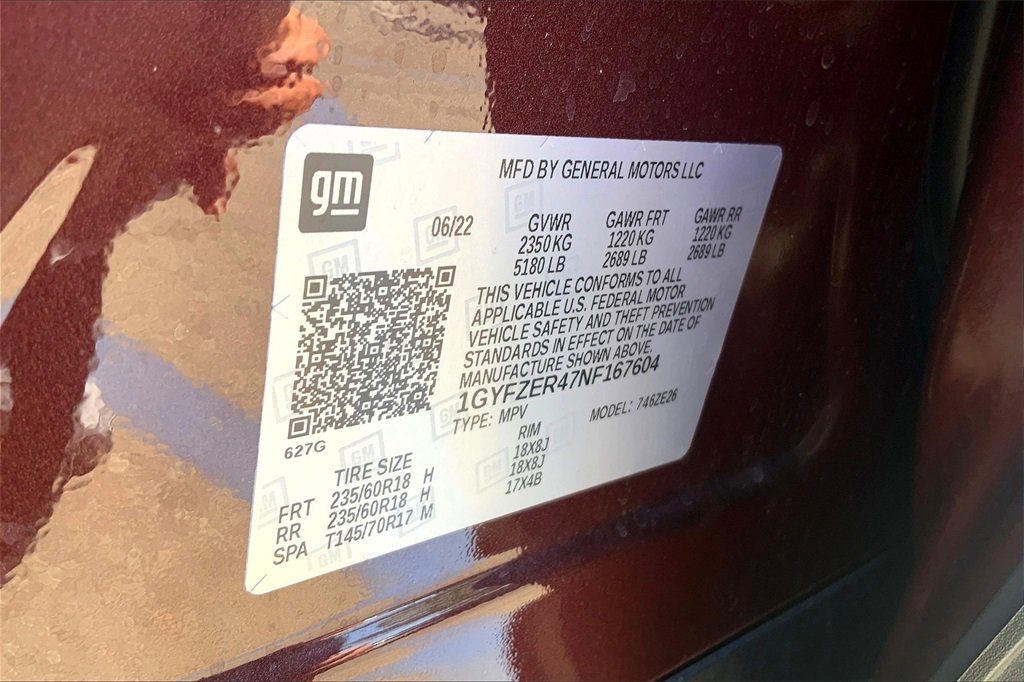 gm
MFD BY GENERAL MOTORS LLC
06/22 GVWR GAWR FRT GAWR RR
2350 KG 1220 KG 1220 KG
5180 LB 2689 LB 2689 LB
THIS VEHICLE CONFORMS TO ALL
APPLICABLE U.S. FEDERAL MOTOR
VEHICLE SAFETY AND THEFT PREVENTION
STANDARDS IN EFFECT ON THE DATE OF
MANUFACTURE SHOWN ABOVE.
1GYFZER47NF167604
TYPE: MPV MODEL: 746ZE26
627G
TIRE SIZE RIM
FRT 235/60R18 H 18X8J
RR 235/60R18 H 18X8J
SPA T145/70R17 M 17X4B